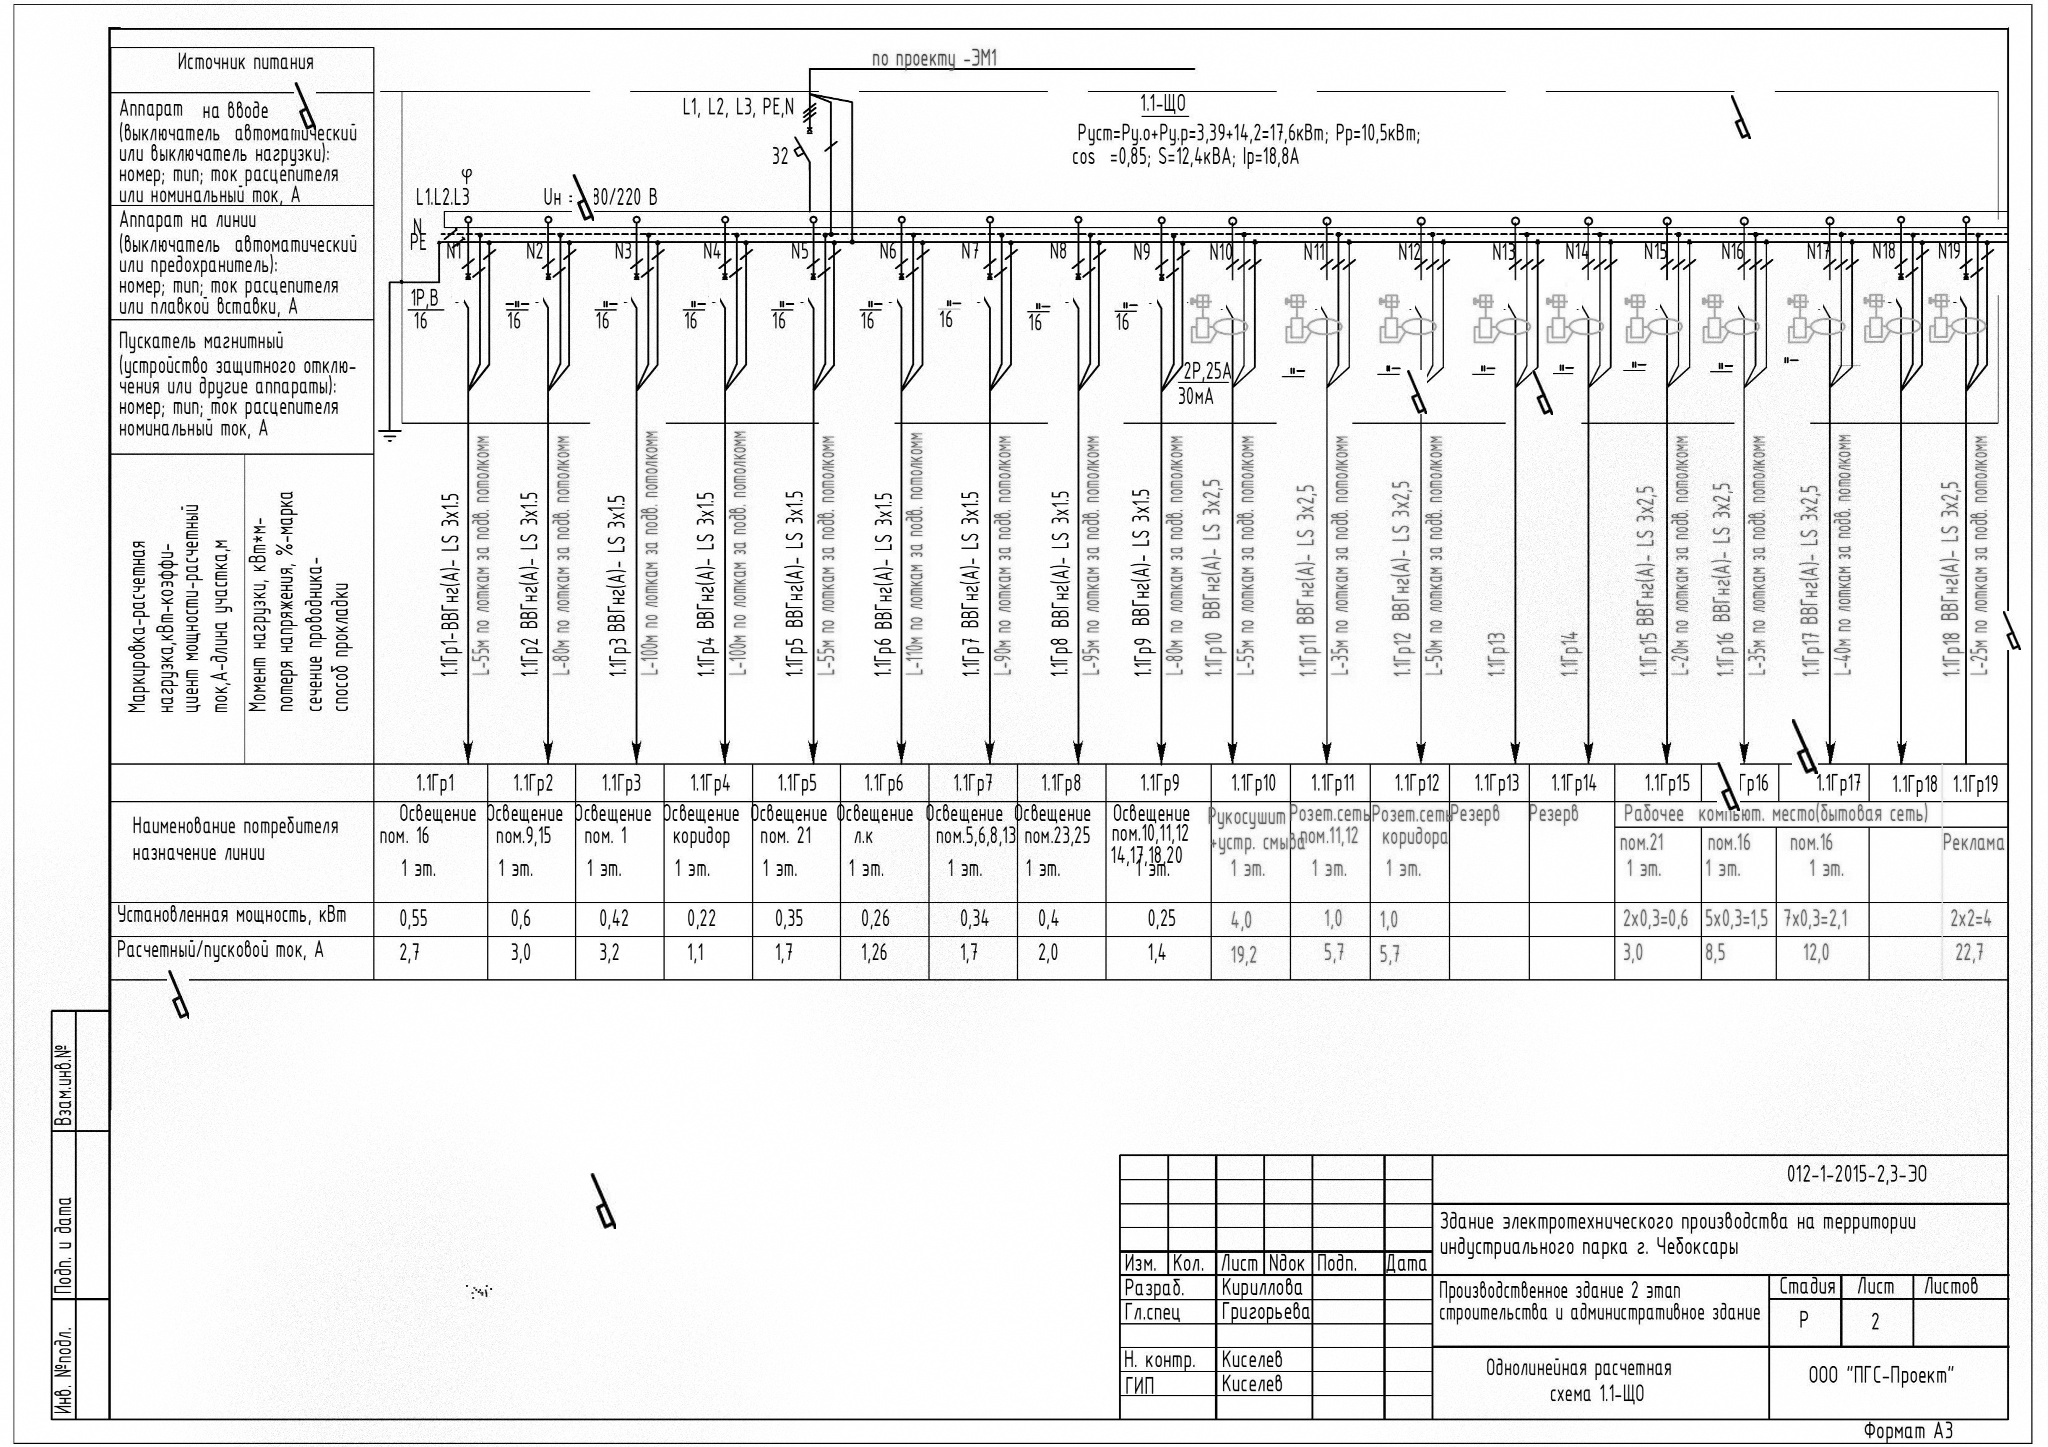 Источник питания
по проекту -ЭМ1
Аппарат на вводе
(выключатель автоматический
или выключатель нагрузки):
номер; тип; ток расцепителя
или номинальный ток, А
L1, L2, L3, PE,N
32
1.1-ЩО
Руст=Ру.о+Ру.р=3,39+14,2=17,6кВт; Рр=10,5кВт;
cos =0,85; S=12,4кВА; Iр=18,8А
φ
L1.L2.L3
Uн = 80/220 В
N
PE
Аппарат на линии
(выключатель автоматический
или предохранитель):
номер; тип; ток расцепителя
или плавкой вставки, А
N1 N2 N3 N4 N5 N6 N7 N8 N9 N10 N11 N12 N13 N14 N15 N16 N17 N18 N19
1Р,В
16
-"- 16
-"- 16
-"- 16
-"- 16
-"- 16
-"- 16
-"- 16
-"- 16
Пускатель магнитный
(устройство защитного отклю-
чения или другие аппараты):
номер; тип; ток расцепителя
номинальный ток, А
2Р,25А
30мА
"- "- "- "- "- "- "-
Маркировка-расчетная
нагрузка,кВт-коэффи-
циент мощности-расчетный
ток,А-длина участка,м
Момент нагрузки, кВт*м-
потеря напряжения, %-марка
сечение проводника-
способ прокладки
1.1Гр1-ВВГнг(А)- LS 3х1.5
L-55м по лоткам за подв. потолкомм
1.1Гр2 ВВГнг(А)- LS 3х1.5
L-80м по лоткам за подв. потолкомм
1.1Гр3 ВВГнг(А)- LS 3х1.5
L-100м по лоткам за подв. потолкомм
1.1Гр4 ВВГнг(А)- LS 3х1.5
L-100м по лоткам за подв. потолкомм
1.1Гр5 ВВГнг(А)- LS 3х1.5
L-55м по лоткам за подв. потолкомм
1.1Гр6 ВВГнг(А)- LS 3х1.5
L-110м по лоткам за подв. потолкомм
1.1Гр7 ВВГнг(А)- LS 3х1.5
L-90м по лоткам за подв. потолкомм
1.1Гр8 ВВГнг(А)- LS 3х1.5
L-95м по лоткам за подв. потолкомм
1.1Гр9 ВВГнг(А)- LS 3х1.5
L-80м по лоткам за подв. потолкомм
1.1Гр10 ВВГнг(А)- LS 3х2,5
L-55м по лоткам за подв. потолкомм
1.1Гр11 ВВГнг(А)- LS 3х2,5
L-35м по лоткам за подв. потолкомм
1.1Гр12 ВВГнг(А)- LS 3х2,5
L-50м по лоткам за подв. потолкомм
1.1Гр13
1.1Гр14
1.1Гр15 ВВГнг(А)- LS 3х2,5
L-20м по лоткам за подв. потолкомм
1.1Гр16 ВВГнг(А)- LS 3х2,5
L-35м по лоткам за подв. потолкомм
1.1Гр17 ВВГнг(А)- LS 3х2,5
L-40м по лоткам за подв. потолкомм
1.1Гр18 ВВГнг(А)- LS 3х2,5
L-25м по лоткам за подв. потолкомм
1.1Гр1 1.1Гр2 1.1Гр3 1.1Гр4 1.1Гр5 1.1Гр6 1.1Гр7 1.1Гр8 1.1Гр9 1.1Гр10 1.1Гр11 1.1Гр12 1.1Гр13 1.1Гр14 1.1Гр15 Гр16 1.1Гр17 1.1Гр18 1.1Гр19
Наименование потребителя
назначение линии
Освещение
пом. 16
1 эт.
Освещение
пом.9,15
1 эт.
Освещение
пом. 1
1 эт.
Освещение
коридор
1 эт.
Освещение
пом. 21
1 эт.
Освещение
л.к
1 эт.
Освещение
пом.5,6,8,13
1 эт.
Освещение
пом.23,25
1 эт.
Освещение
пом.10,11,12
14,17,18,20
1 эт.
Рукосушит
+устр. смыва
1 эт.
Розет.сеть
пом.11,12
1 эт.
Розет.сеть
коридора
1 эт.
Резерв
Резерв
Рабочее компьют. место(бытовая сеть)
пом.21
1 эт.
пом.16
1 эт.
пом.16
1 эт.
Реклама
Установленная мощность, кВт 0,55 0,6 0,42 0,22 0,35 0,26 0,34 0,4 0,25 4,0 1,0 1,0 2х0,3=0,6 5х0,3=1,5 7х0,3=2,1 2х2=4
Расчетный/пусковой ток, А 2,7 3,0 3,2 1,1 1,7 1,26 1,7 2,0 1,4 19,2 5,7 5,7 3,0 8,5 12,0 22,7
Взам.инв.№
Подп. и дата
Инв. №подл.
012-1-2015-2,3-ЭО
Здание электротехнического производства на территории
индустриального парка г. Чебоксары
Изм. Кол. Лист Nдок Подп. Дата
Разраб. Кириллова
Гл.спец Григорьева
Н. контр. Киселев
ГИП Киселев
Производственное здание 2 этап
строительства и административное здание
Стадия Лист Листов
Р 2
Однолинейная расчетная
схема 1.1-ЩО
ООО "ПГС-Проект"
Формат А3